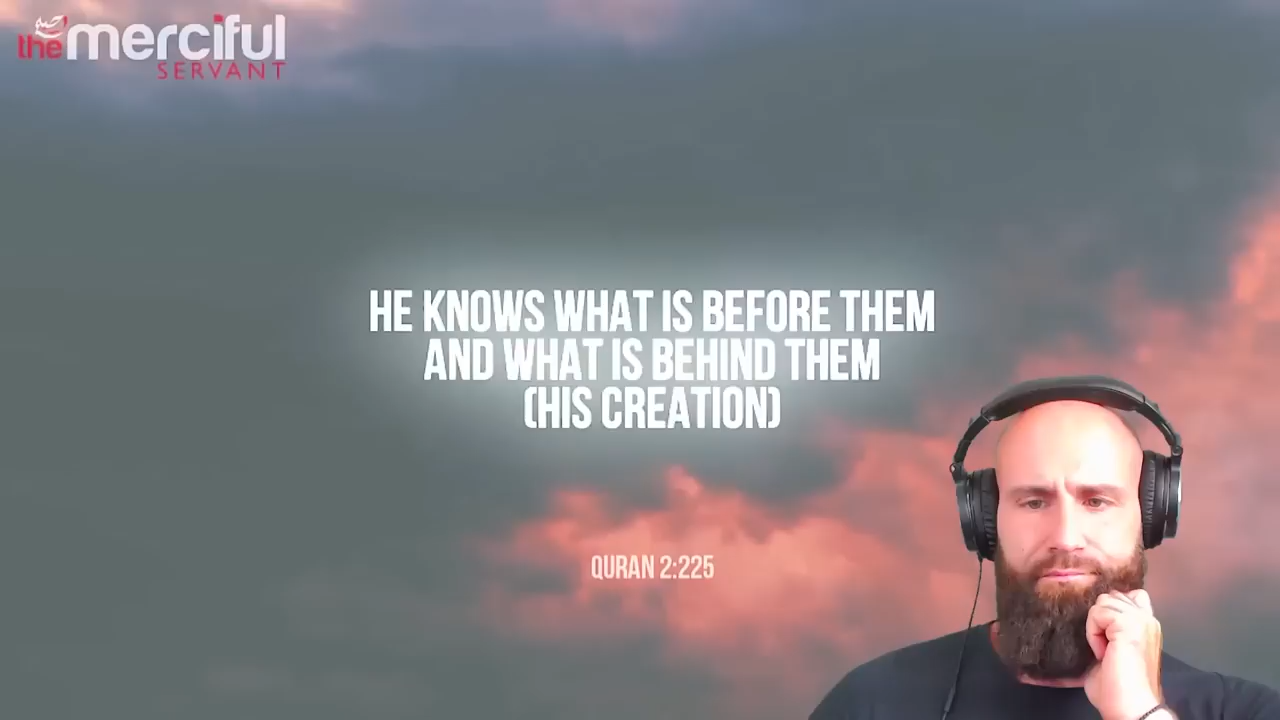 the merciful
SERVANT
HE KNOWS WHAT IS BEFORE THEM
AND WHAT IS BEHIND THEM
(HIS CREATION)
QURAN 2:225